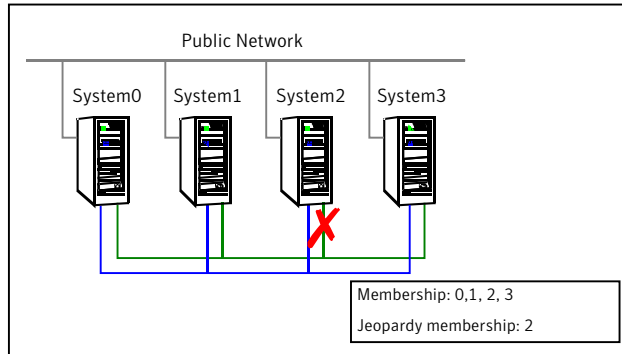 Public Network
System0 System1 System2 System3
Membership: 0,1, 2, 3
Jeopardy membership: 2